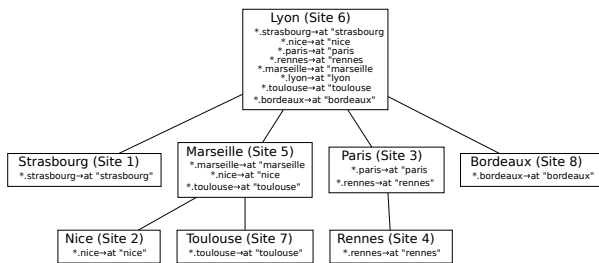 Lyon (Site 6)
*.strasbourg→at "strasbourg
*.nice→at "nice
*.paris→at "paris
*.rennes→at "rennes
*.marseille→at "marseille
*.lyon→at "lyon
*.toulouse→at "toulouse
*.bordeaux→at "bordeaux"
Strasbourg (Site 1)
*.strasbourg→at "strasbourg"
Marseille (Site 5)
*.marseille→at "marseille
*.nice→at "nice
*.toulouse→at "toulouse"
Paris (Site 3)
*.paris→at "paris
*.rennes→at "rennes"
Bordeaux (Site 8)
*.bordeaux→at "bordeaux"
Nice (Site 2)
*.nice→at "nice"
Toulouse (Site 7)
*.toulouse→at "toulouse"
Rennes (Site 4)
*.rennes→at "rennes"